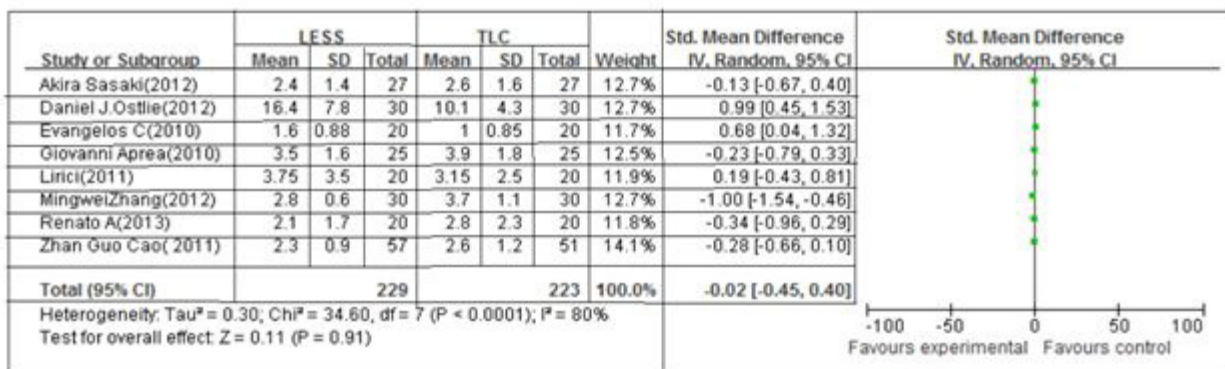 LESS TLC Std. Mean Difference Std. Mean Difference
Study or Subgroup Mean SD Total Mean SD Total Weight IV, Random, 95% CI IV, Random, 95% CI
Akira Sasaki(2012) 2.4 1.4 27 2.6 1.6 27 12.7% -0.13 [-0.67, 0.40]
Daniel J.Ostlie(2012) 16.4 7.8 30 10.1 4.3 30 12.7% 0.99 [0.45, 1.53]
Evangelos C(2010) 1.6 0.88 20 1 0.85 20 11.7% 0.68 [0.04, 1.32]
Giovanni Aprea(2010) 3.5 1.6 25 3.9 1.8 25 12.5% -0.23 [-0.79, 0.33]
Lirici(2011) 3.75 3.5 20 3.15 2.5 20 11.9% 0.19 [-0.43, 0.81]
MingweiZhang(2012) 2.8 0.6 30 3.7 1.1 30 12.7% -1.00 [-1.54, -0.46]
Renato A(2013) 2.1 1.7 20 2.8 2.3 20 11.8% -0.34 [-0.96, 0.29]
Zhan Guo Cao( 2011) 2.3 0.9 57 2.6 1.2 51 14.1% -0.28 [-0.66, 0.10]
Total (95% CI) 229 223 100.0% -0.02 [-0.45, 0.40]
Heterogeneity: Tau² = 0.30; Chi² = 34.60, df = 7 (P < 0.0001); I² = 80%
Test for overall effect: Z = 0.11 (P = 0.91)
-100 -50 0 50 100
Favours experimental Favours control